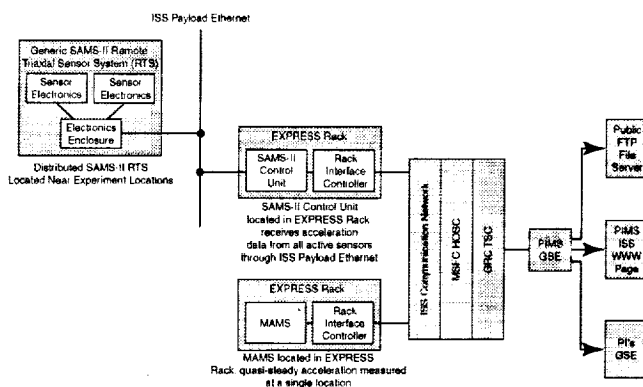 ISS Payload Ethernet
Generic SAMS-II Remote
Triaxial Sensor System (RTS)
Sensor
Electronics
Sensor
Electronics
Electronics
Enclosure
Distributed SAMS-II RTS
Located Near Experiment Locations
EXPRESS Rack
SAMS-II
Control
Unit
Rack
Interface
Controller
SAMS-II Control Unit
located in EXPRESS Rack
receives acceleration
data from all active sensors
through ISS Payload Ethernet
EXPRESS Rack
MAMS
Rack
Interface
Controller
MAMS located in EXPRESS
Rack, quasi-steady acceleration measured
at a single location
ISS Communication Network
MSFC HOSC
GRC TSC
PIMS
GSE
Public
FTP
File
Server
PIMS
ISS
WWW
Page
PI's
GSE